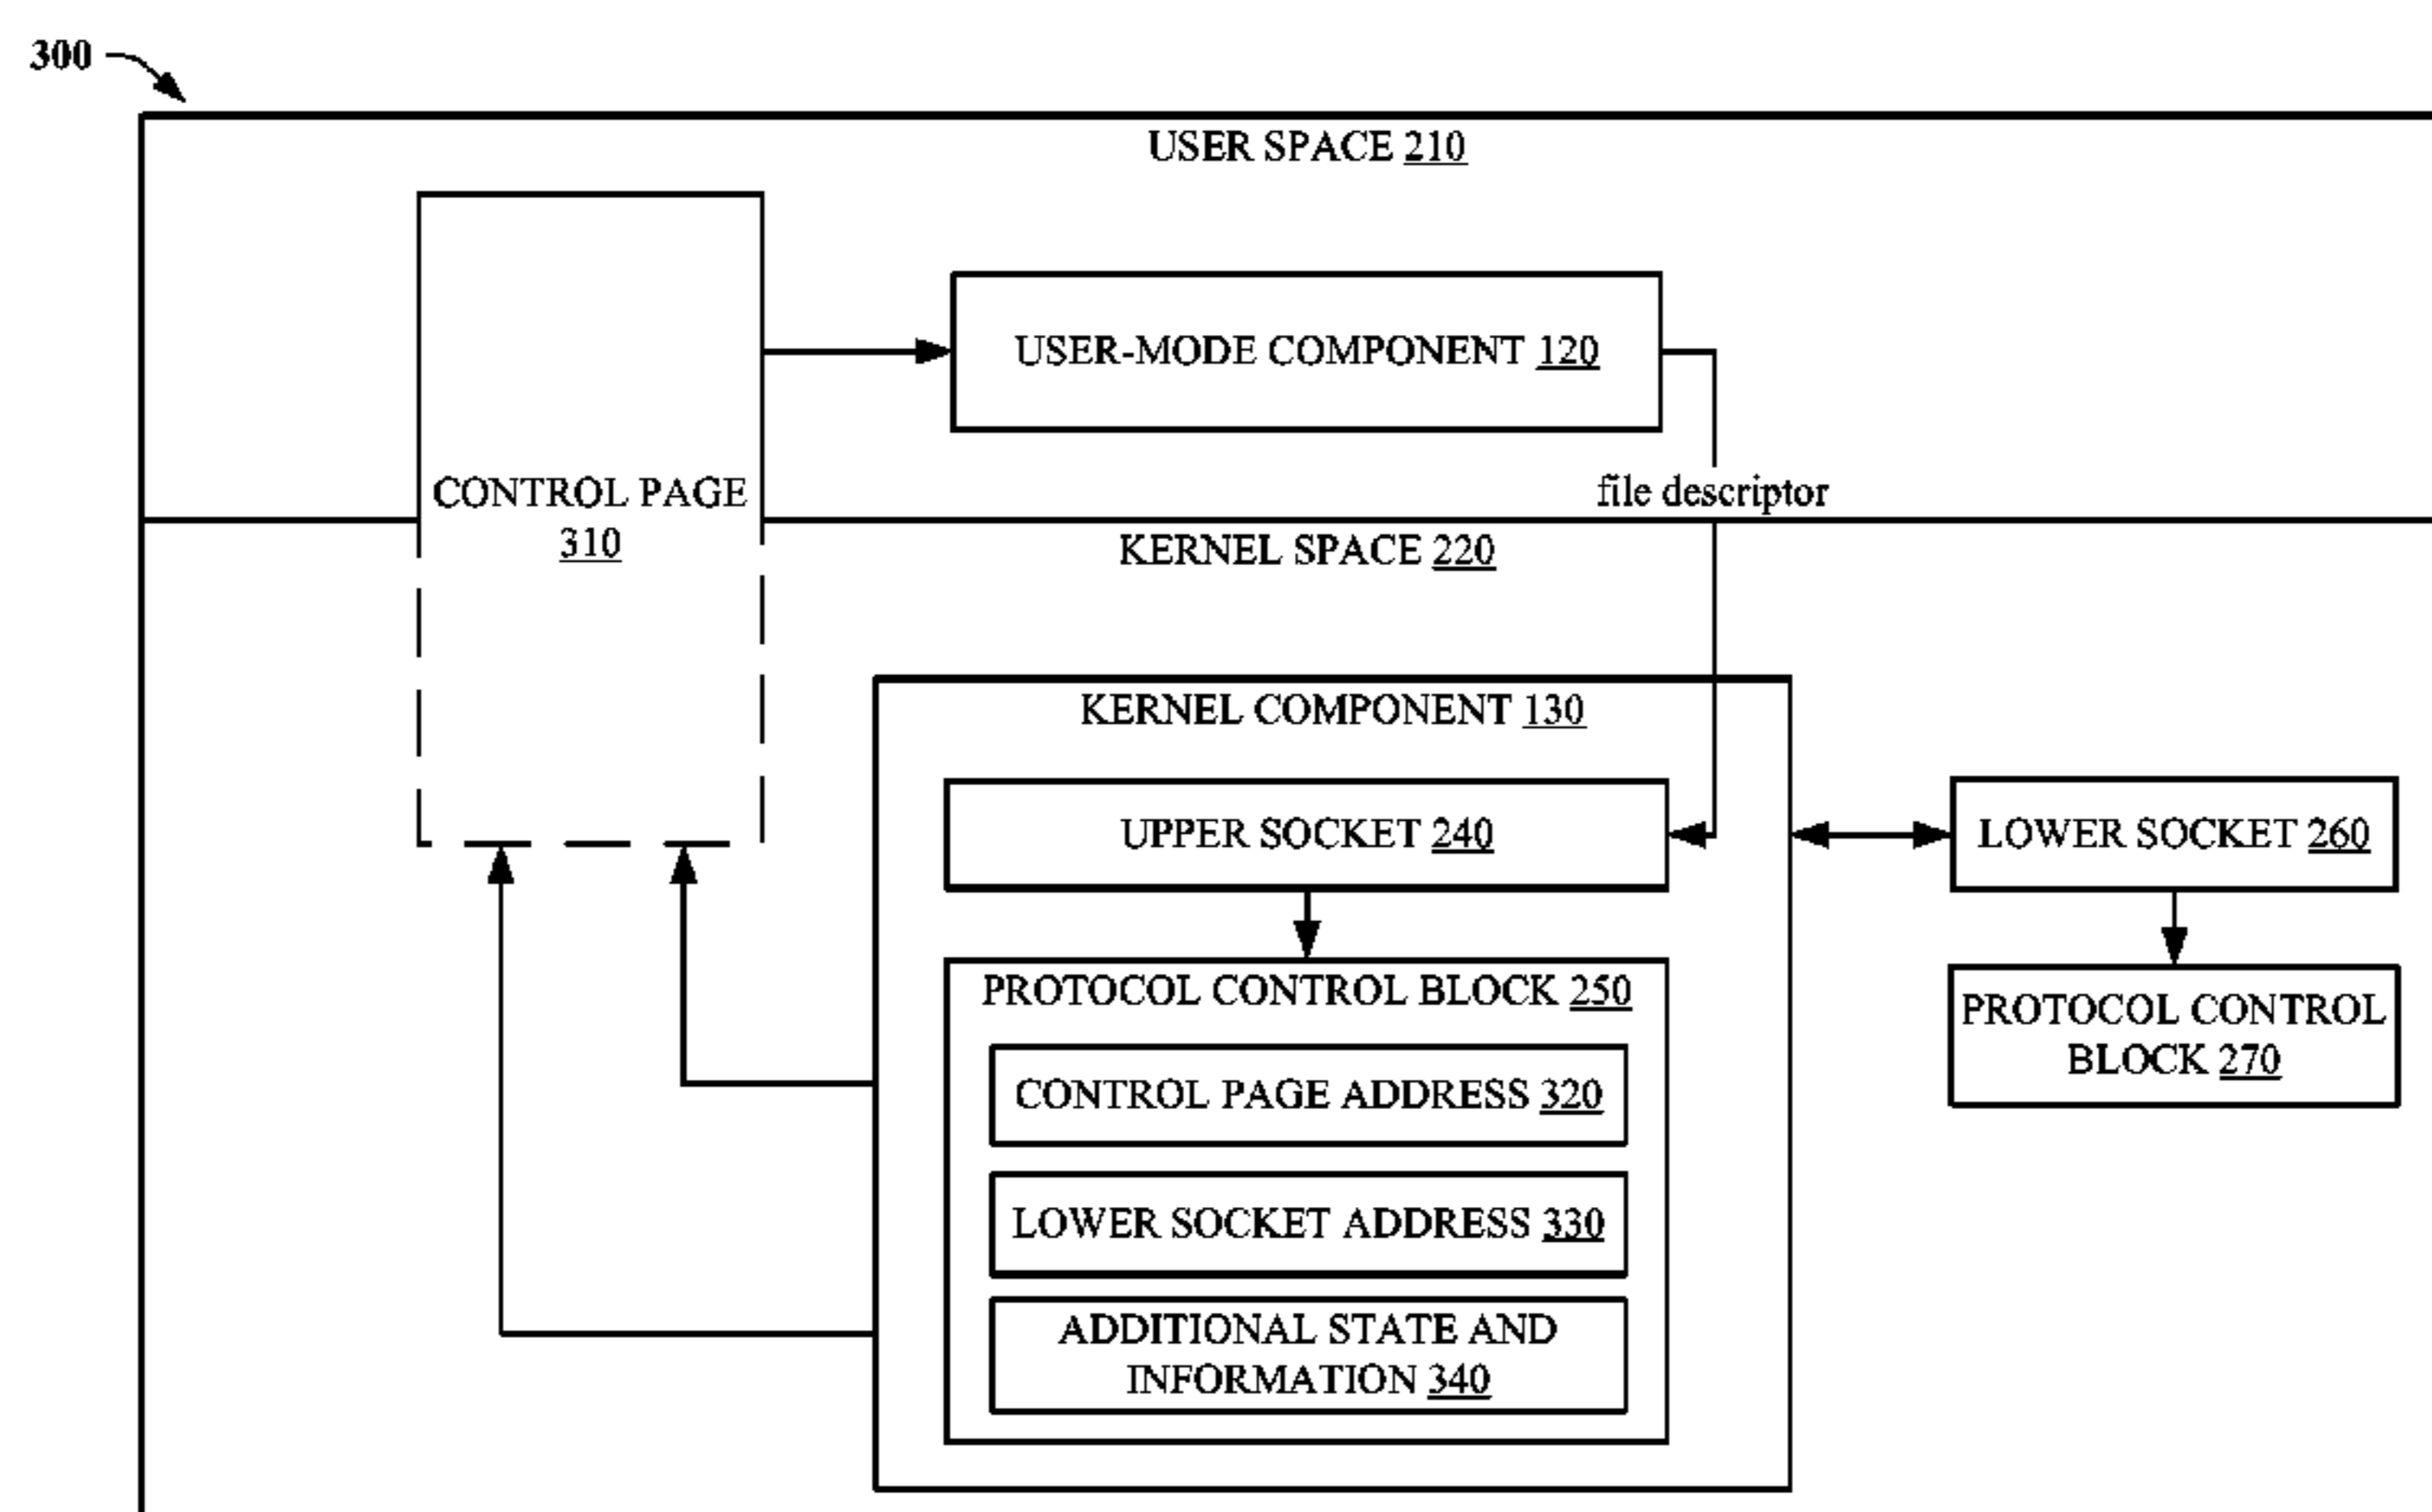 300
USER SPACE 210
USER-MODE COMPONENT 120
CONTROL PAGE
310
file descriptor
KERNEL SPACE 220
KERNEL COMPONENT 130
UPPER SOCKET 240
LOWER SOCKET 260
PROTOCOL CONTROL BLOCK 250
PROTOCOL CONTROL
BLOCK 270
CONTROL PAGE ADDRESS 320
LOWER SOCKET ADDRESS 330
ADDITIONAL STATE AND
INFORMATION 340